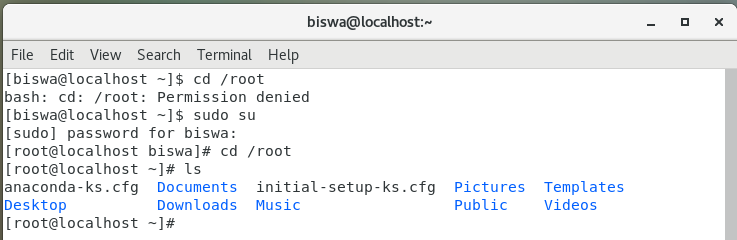 biswa@localhost:~
File Edit View Search Terminal Help
[biswa@localhost ~]$ cd /root
bash: cd: /root: Permission denied
[biswa@localhost ~]$ sudo su
[sudo] password for biswa:
[root@localhost biswa]# cd /root
[root@localhost ~]# ls
anaconda-ks.cfg  Documents  initial-setup-ks.cfg  Pictures  Templates
Desktop          Downloads  Music                 Public    Videos
[root@localhost ~]#